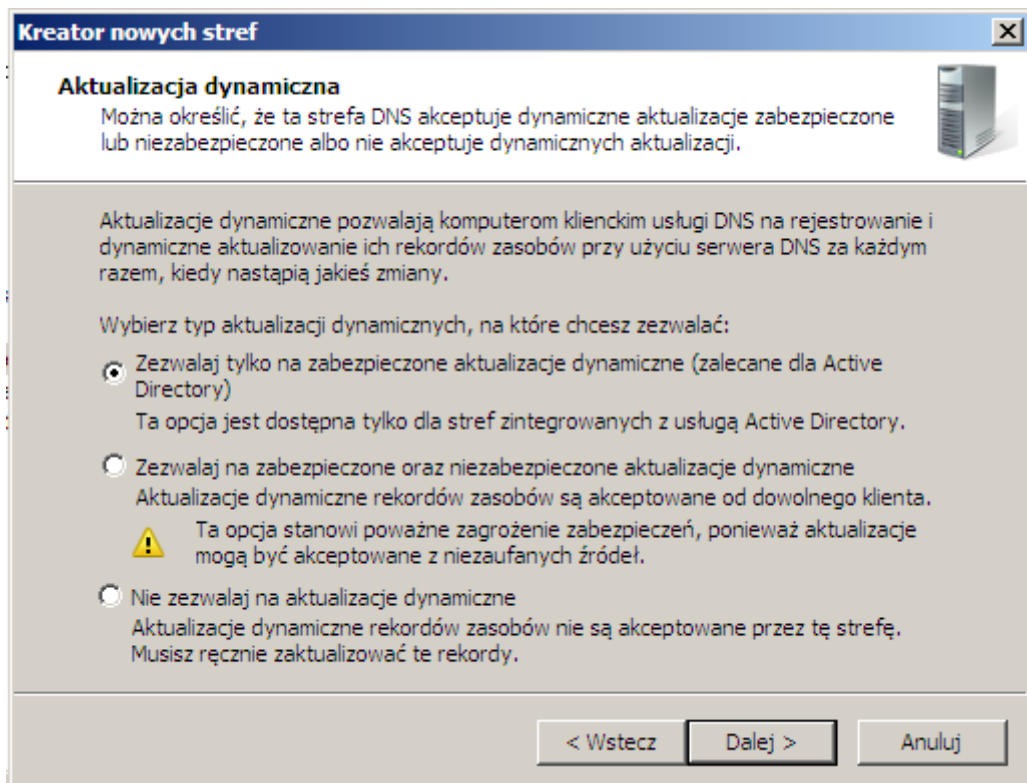 Kreator nowych stref
Aktualizacja dynamiczna
Można określić, że ta strefa DNS akceptuje dynamiczne aktualizacje zabezpieczone
lub niezabezpieczone albo nie akceptuje dynamicznych aktualizacji.
Aktualizacje dynamiczne pozwalają komputerom klienckim usługi DNS na rejestrowanie i
dynamiczne aktualizowanie ich rekordów zasobów przy użyciu serwera DNS za każdym
razem, kiedy nastąpią jakieś zmiany.
Wybierz typ aktualizacji dynamicznych, na które chcesz zezwalać:
Zezwalaj tylko na zabezpieczone aktualizacje dynamiczne (zalecane dla Active
Directory)
Ta opcja jest dostępna tylko dla stref zintegrowanych z usługą Active Directory.
Zezwalaj na zabezpieczone oraz niezabezpieczone aktualizacje dynamiczne
Aktualizacje dynamiczne rekordów zasobów są akceptowane od dowolnego klienta.
Ta opcja stanowi poważne zagrożenie zabezpieczeń, ponieważ aktualizacje
mogą być akceptowane z niezaufanych źródeł.
Nie zezwalaj na aktualizacje dynamiczne
Aktualizacje dynamiczne rekordów zasobów nie są akceptowane przez tę strefę.
Musisz ręcznie zaktualizować te rekordy.
< Wstecz Dalej > Anuluj